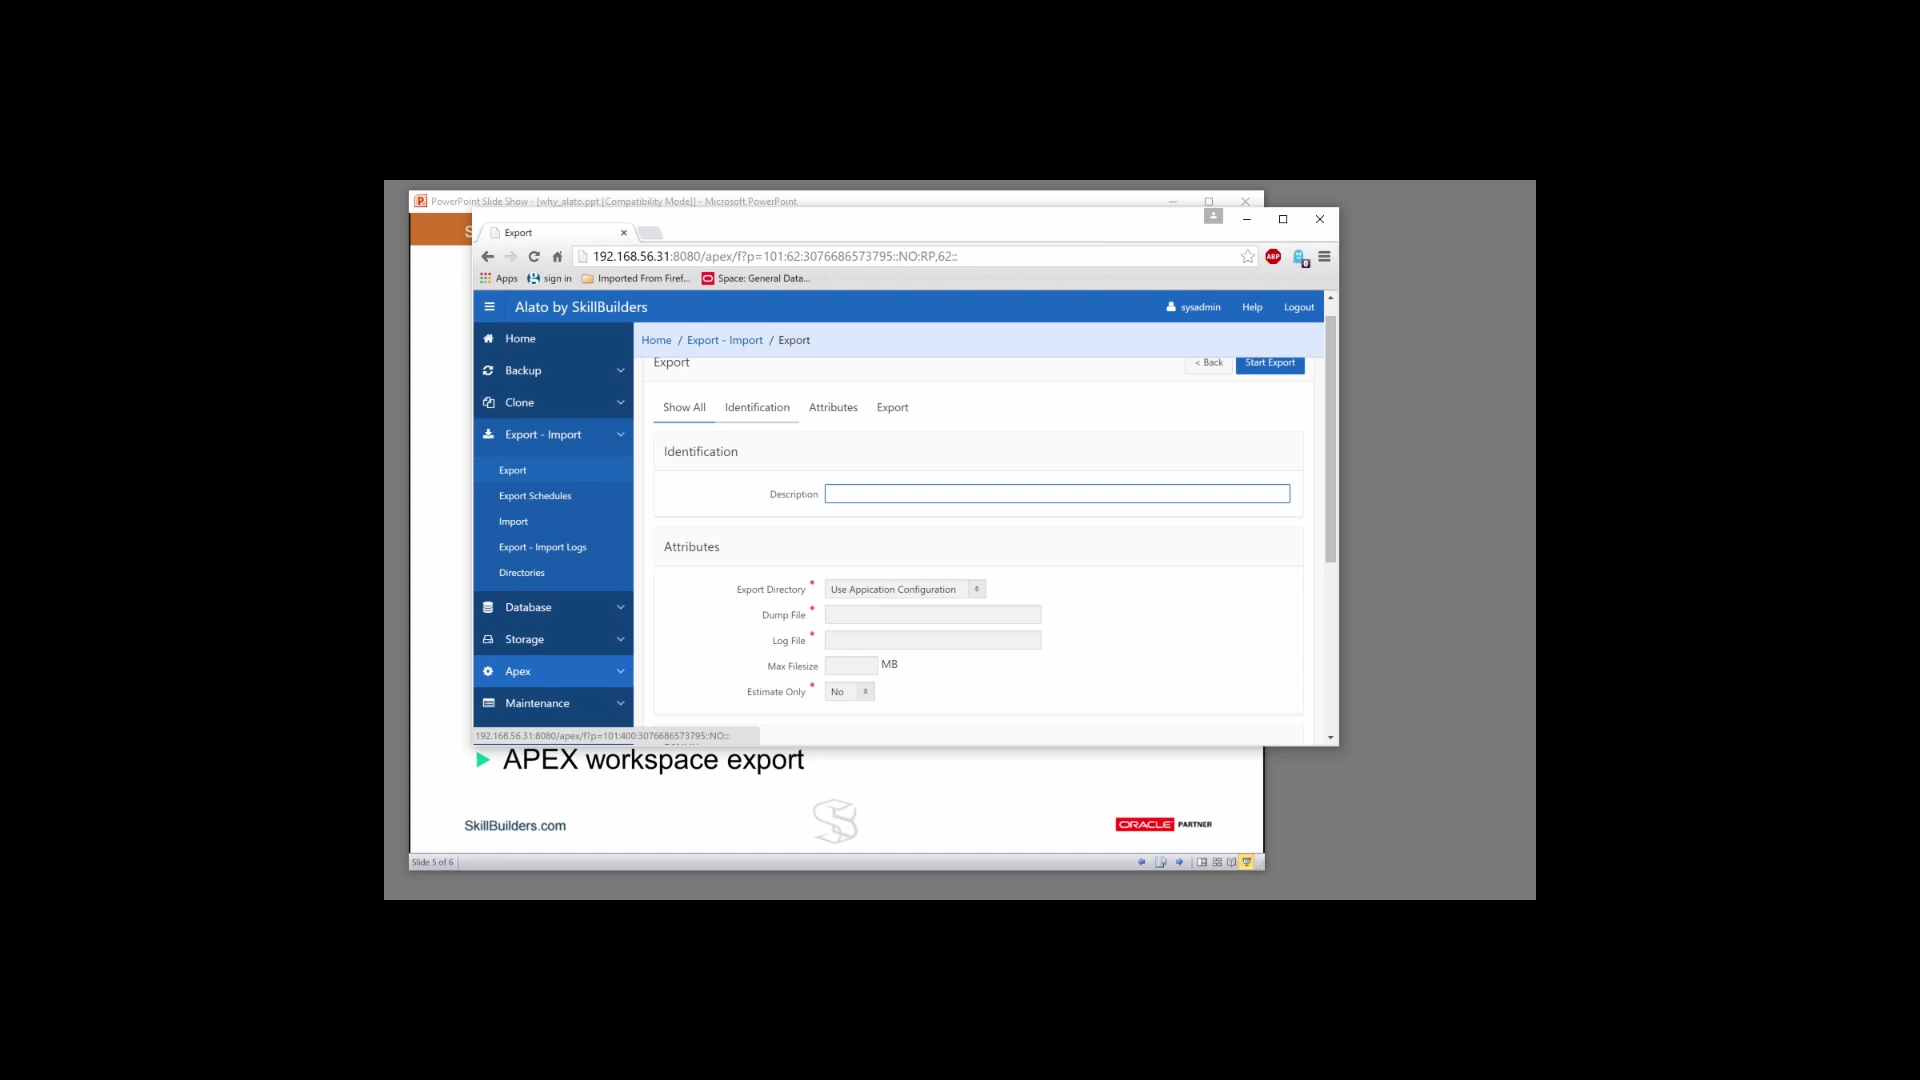 PowerPoint Slide Show - [why_alato.ppt [Compatibility Mode]] - Microsoft PowerPoint
S
Export
192.168.56.31:8080/apex/f?p=101:62:3076686573795::NO:RP,62::
ABP
0
Apps
sign in
Imported From Firef...
Space: General Data...
Alato by SkillBuilders
sysadmin
Help
Logout
Home
Backup
Clone
Export - Import
Export
Export Schedules
Import
Export - Import Logs
Directories
Database
Storage
Apex
Maintenance
Home / Export - Import / Export
Export
< Back
Start Export
Show All
Identification
Attributes
Export
Identification
Description
Attributes
Export Directory *
Use Appication Configuration
Dump File *
Log File *
Max Filesize
MB
Estimate Only *
No
192.168.56.31:8080/apex/f?p=101:400:3076686573795::NO:::
APEX workspace export
SkillBuilders.com
ORACLE PARTNER
Slide 5 of 6